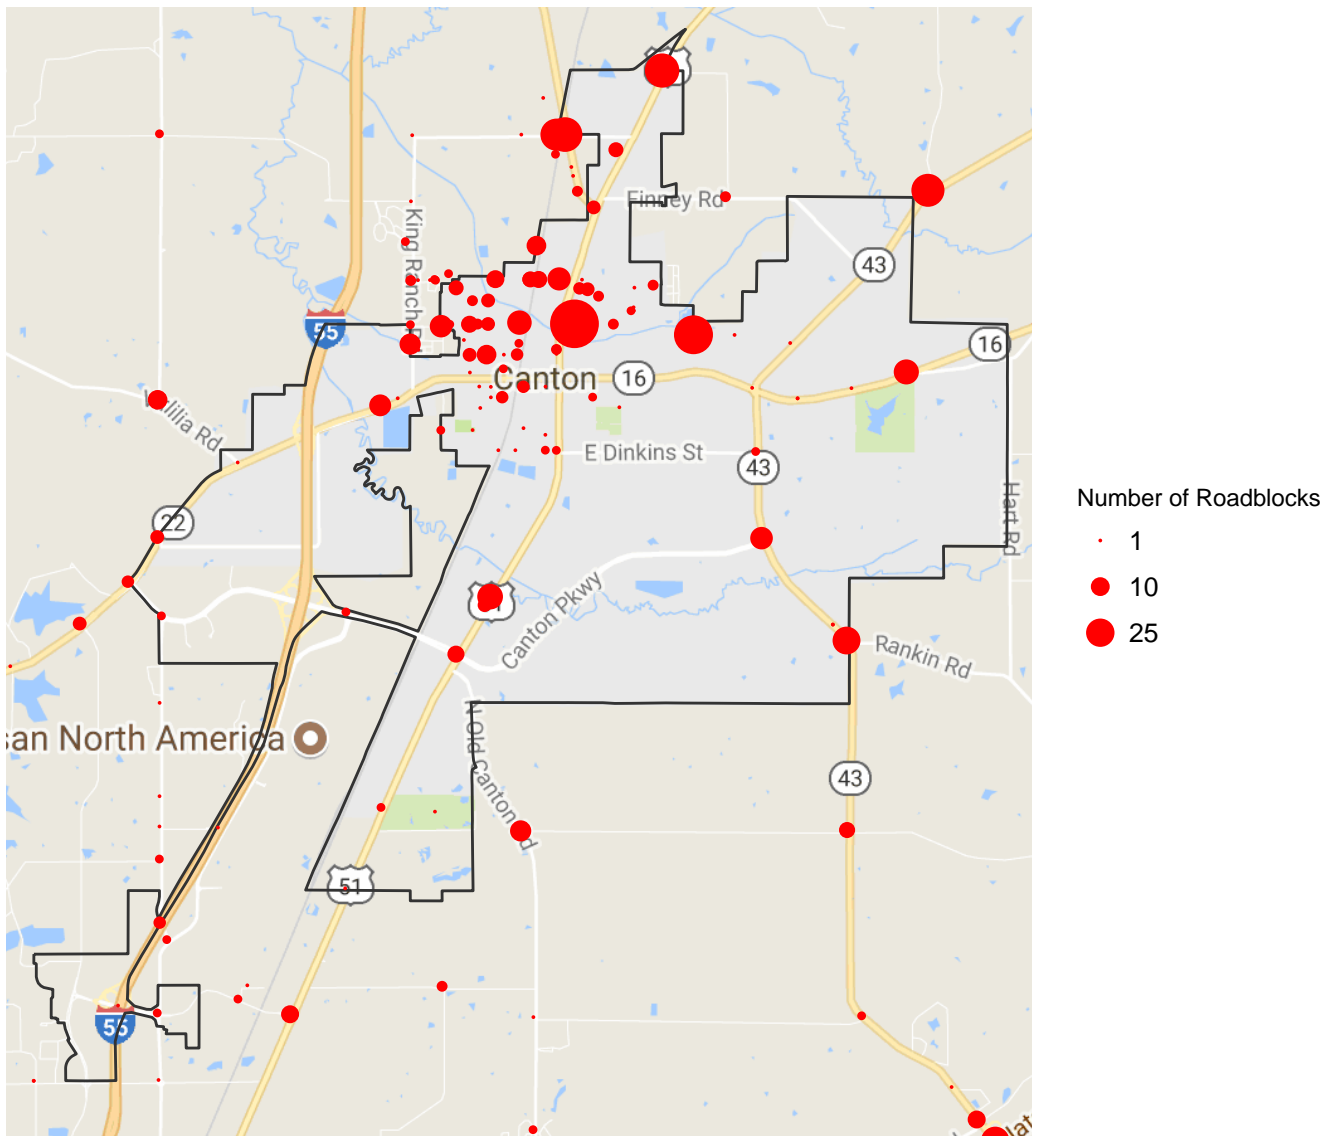 Finney Rd
King Ranch R
43
55
16
Canton
16
lilia Rd
E Dinkins St
43
Hart Rd
22
Canton Pkwy
Rankin Rd
san North America
N Old Canton Rd
43
51
55
Number of Roadblocks
1
10
25